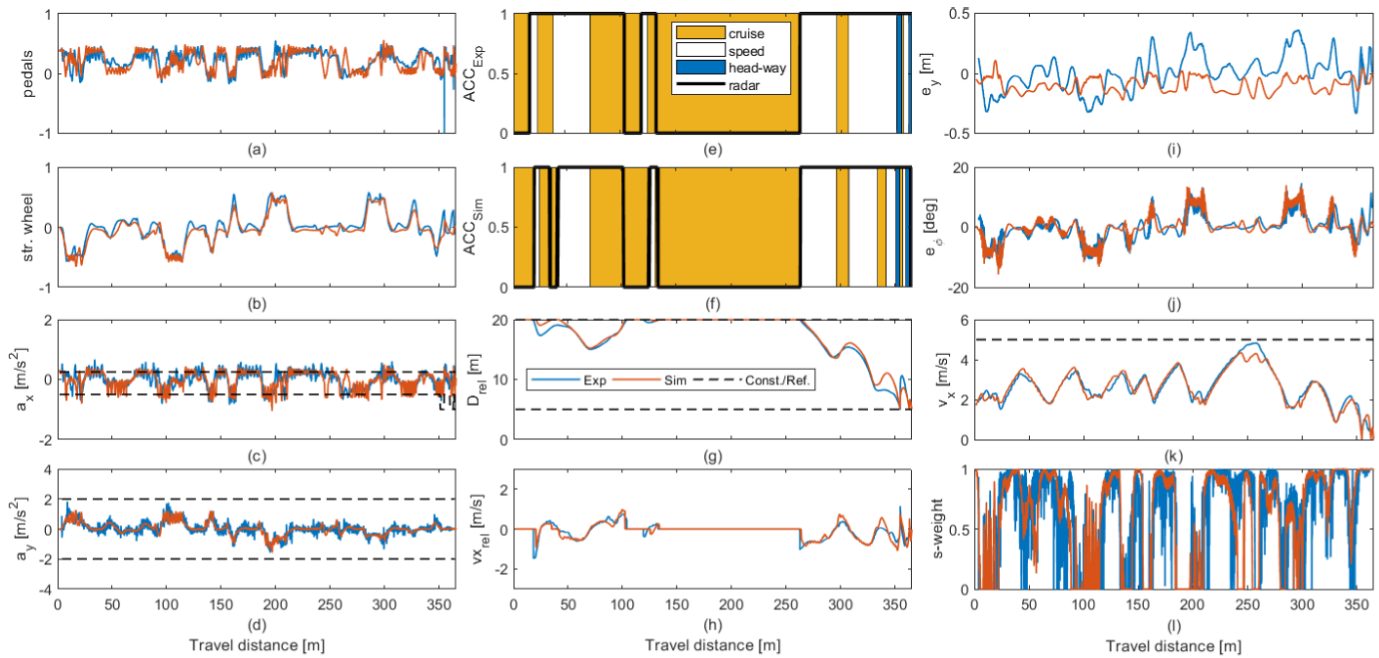 1
0
-1
pedals
(a)
1
0
-1
str. wheel
(b)
2
0
-2
a_x [m/s²]
(c)
4
2
0
-2
-4
a_y [m/s²]
0 50 100 150 200 250 300 350
(d)
Travel distance [m]
1
0.5
0
ACC_Exp
cruise
speed
head-way
radar
(e)
1
0.5
0
ACC_Sim
(f)
20
10
0
D_rel [m]
Exp Sim Const./Ref.
(g)
2
0
-2
vx_rel [m/s]
0 50 100 150 200 250 300 350
(h)
Travel distance [m]
0.5
0
-0.5
e_y [m]
(i)
20
0
-20
e_φ̇ [deg]
(j)
6
4
2
0
v_x [m/s]
(k)
1
0.5
0
s-weight
0 50 100 150 200 250 300 350
(l)
Travel distance [m]